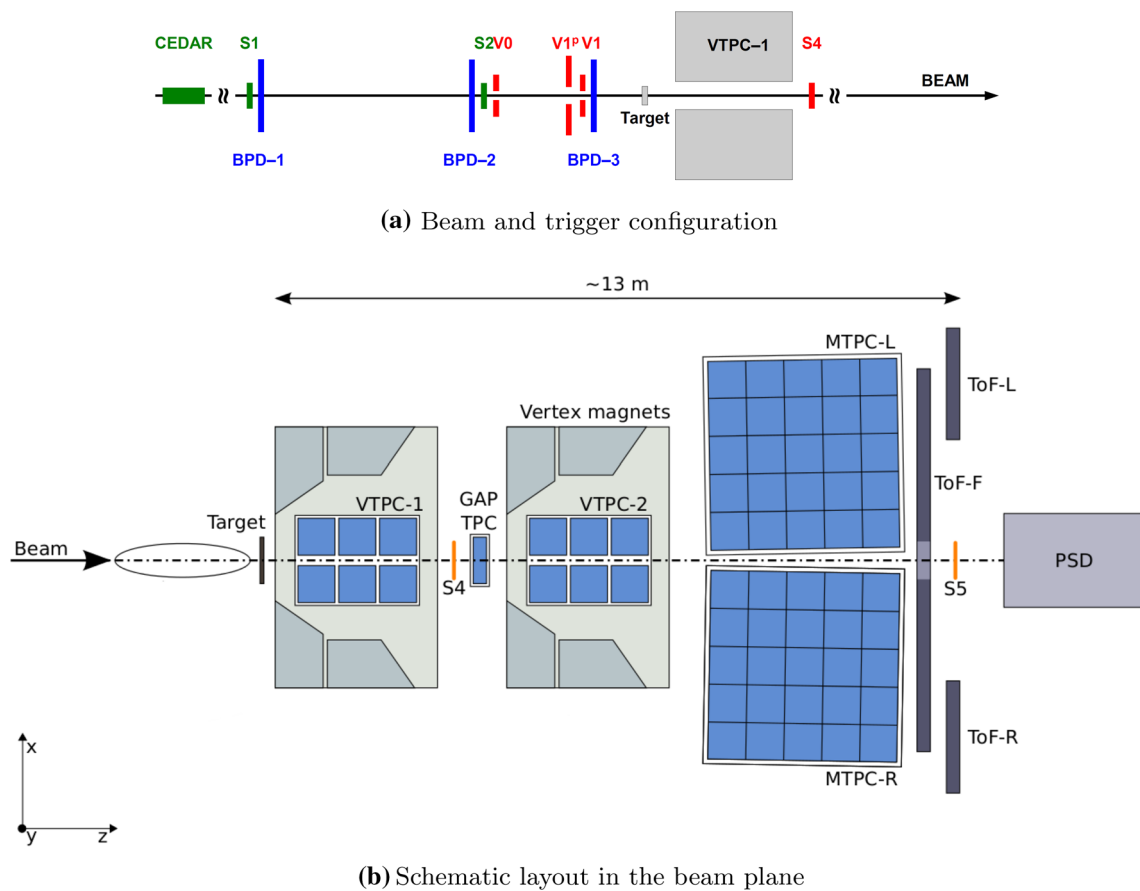 CEDAR S1 S2 V0 V1p V1 VTPC–1 S4
BEAM
Target
BPD–1 BPD–2 BPD–3
(a) Beam and trigger configuration
~13 m
MTPC-L
ToF-L
Vertex magnets
ToF-F
GAP
TPC
VTPC-1
VTPC-2
Target
Beam
S4
S5
PSD
x
y
z
ToF-R
MTPC-R
(b) Schematic layout in the beam plane